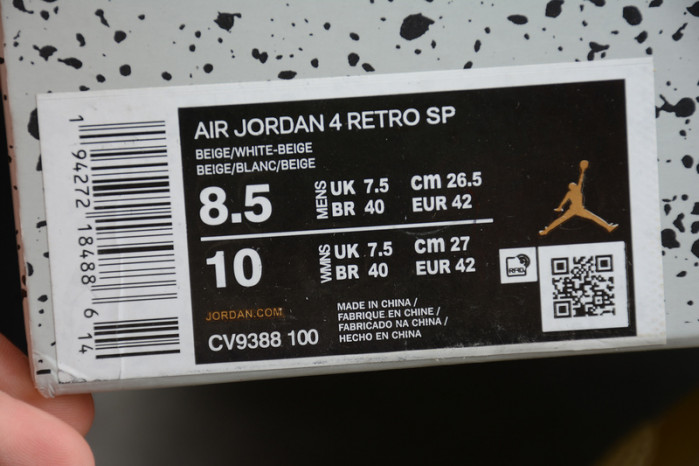 AIR JORDAN 4 RETRO SP
BEIGE/WHITE-BEIGE
BEIGE/BLANC/BEIGE
8.5 MENS UK 7.5 cm 26.5
BR 40 EUR 42
10 WMNS UK 7.5 cm 27
BR 40 EUR 42
JORDAN.COM
CV9388 100
MADE IN CHINA /
FABRIQUE EN CHINE /
FABRICADO NA CHINA /
HECHO EN CHINA
RFID
1 94272 18488 6 14